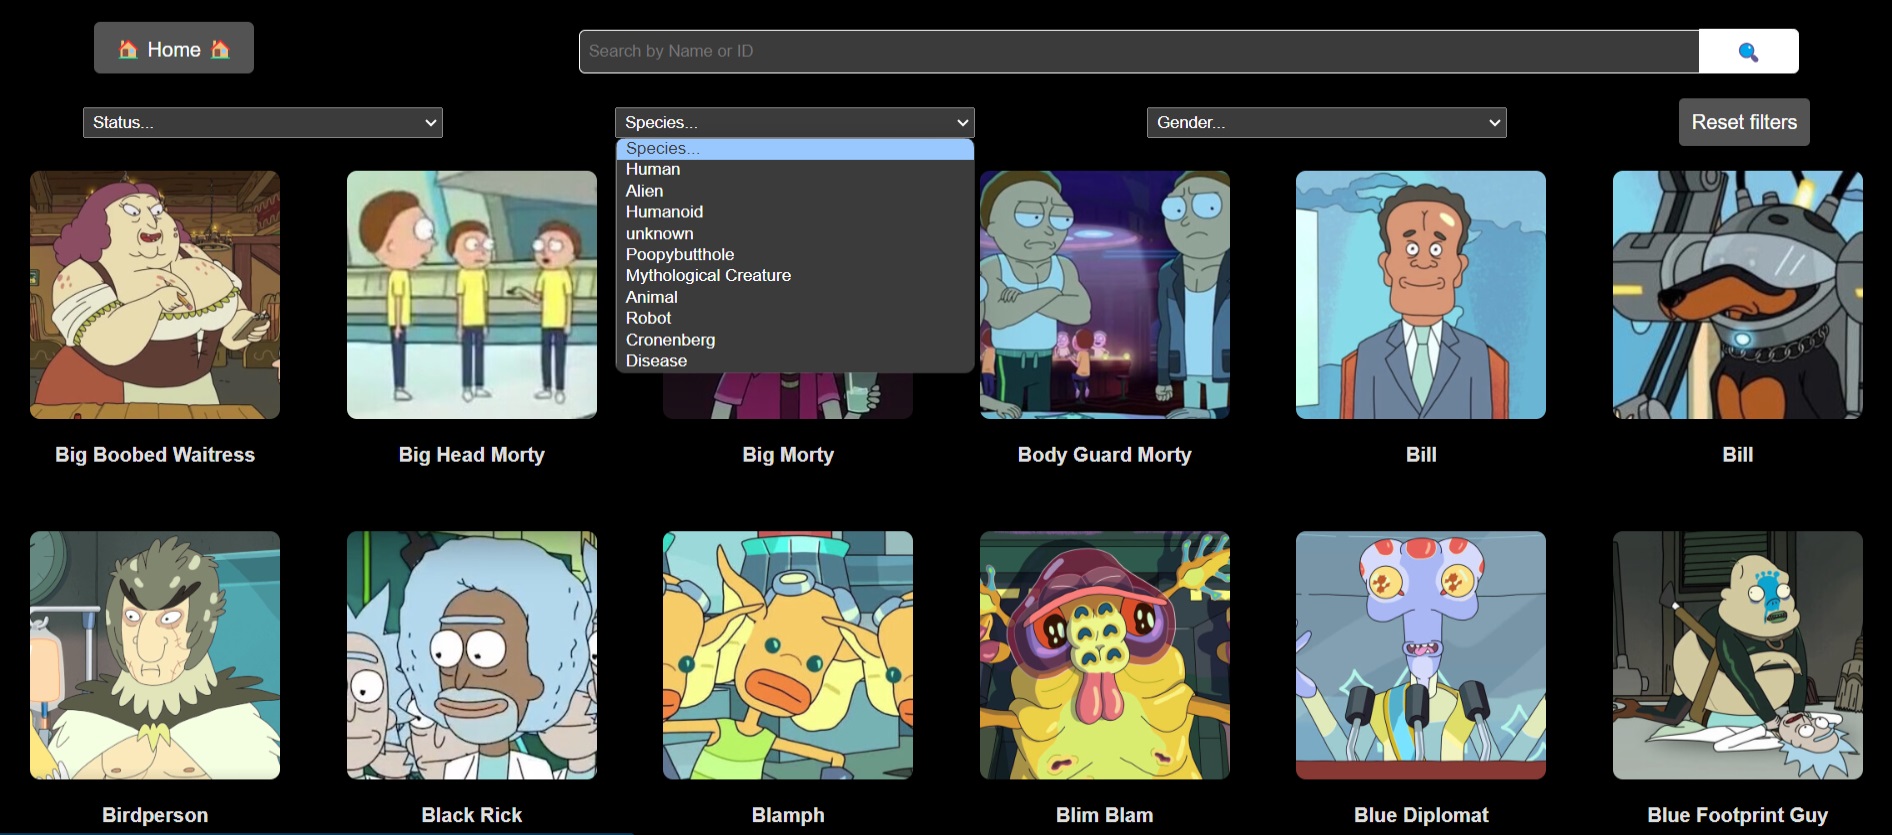 🏠 Home 🏠
Search by Name or ID
Status...
Species...
Gender...
Reset filters
Species...
Human
Alien
Humanoid
unknown
Poopybutthole
Mythological Creature
Animal
Robot
Cronenberg
Disease
Big Boobed Waitress
Big Head Morty
Big Morty
Body Guard Morty
Bill
Bill
Birdperson
Black Rick
Blamph
Blim Blam
Blue Diplomat
Blue Footprint Guy